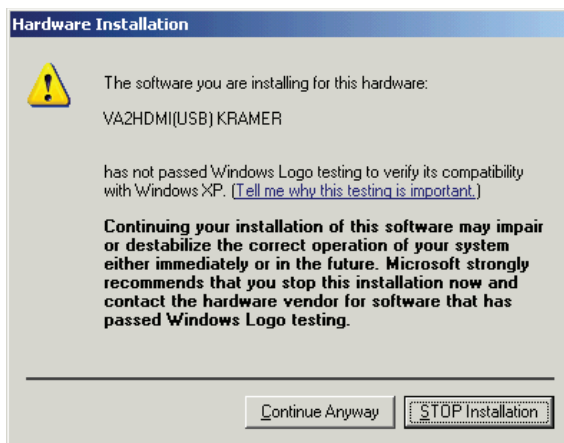 Hardware Installation
The software you are installing for this hardware:
VA2HDMI(USB) KRAMER
has not passed Windows Logo testing to verify its compatibility
with Windows XP. (Tell me why this testing is important.)
Continuing your installation of this software may impair
or destabilize the correct operation of your system
either immediately or in the future. Microsoft strongly
recommends that you stop this installation now and
contact the hardware vendor for software that has
passed Windows Logo testing.
Continue Anyway
STOP Installation